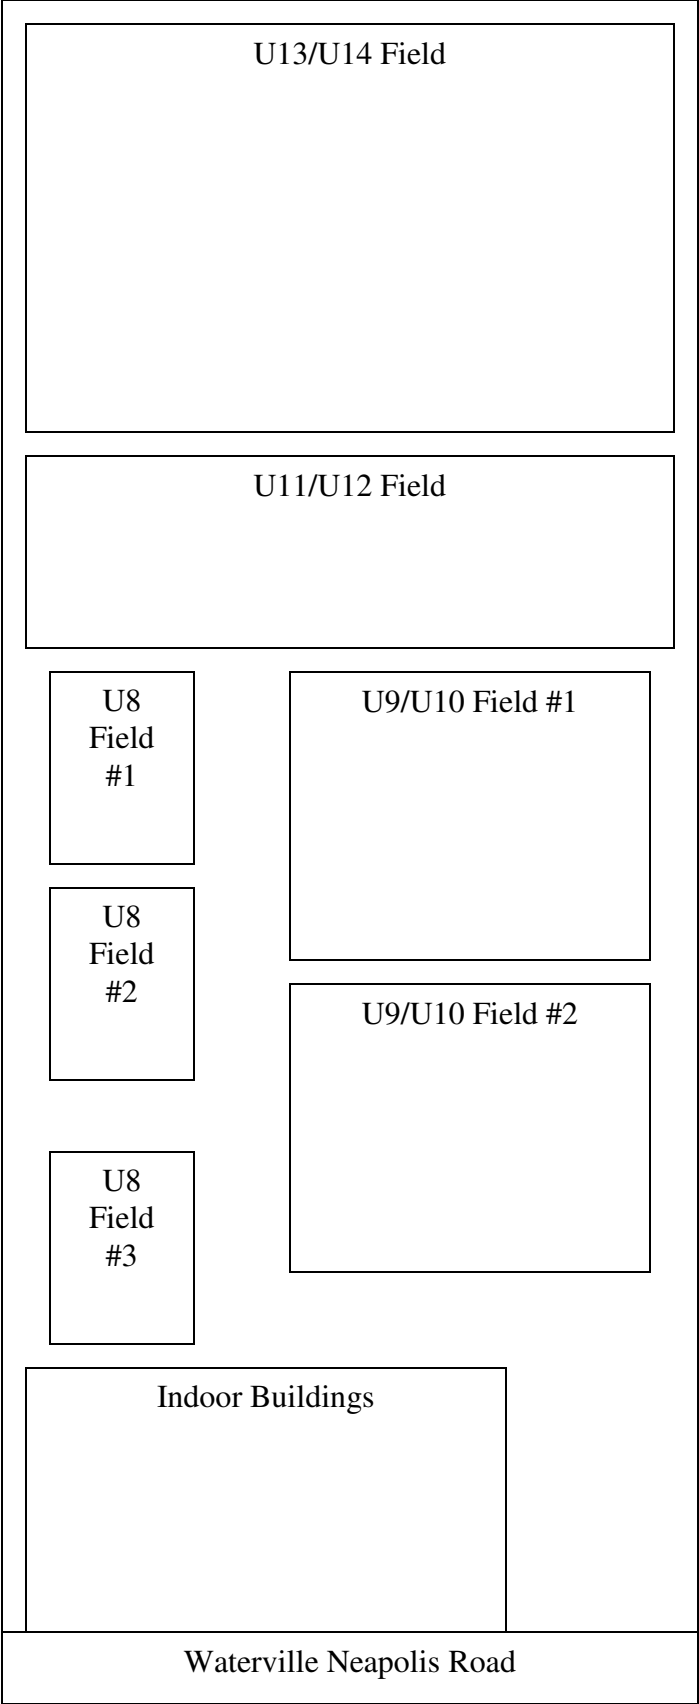 U13/U14 Field
U11/U12 Field
U8
Field
#1
U9/U10 Field #1
U8
Field
#2
U9/U10 Field #2
U8
Field
#3
Indoor Buildings
Waterville Neapolis Road